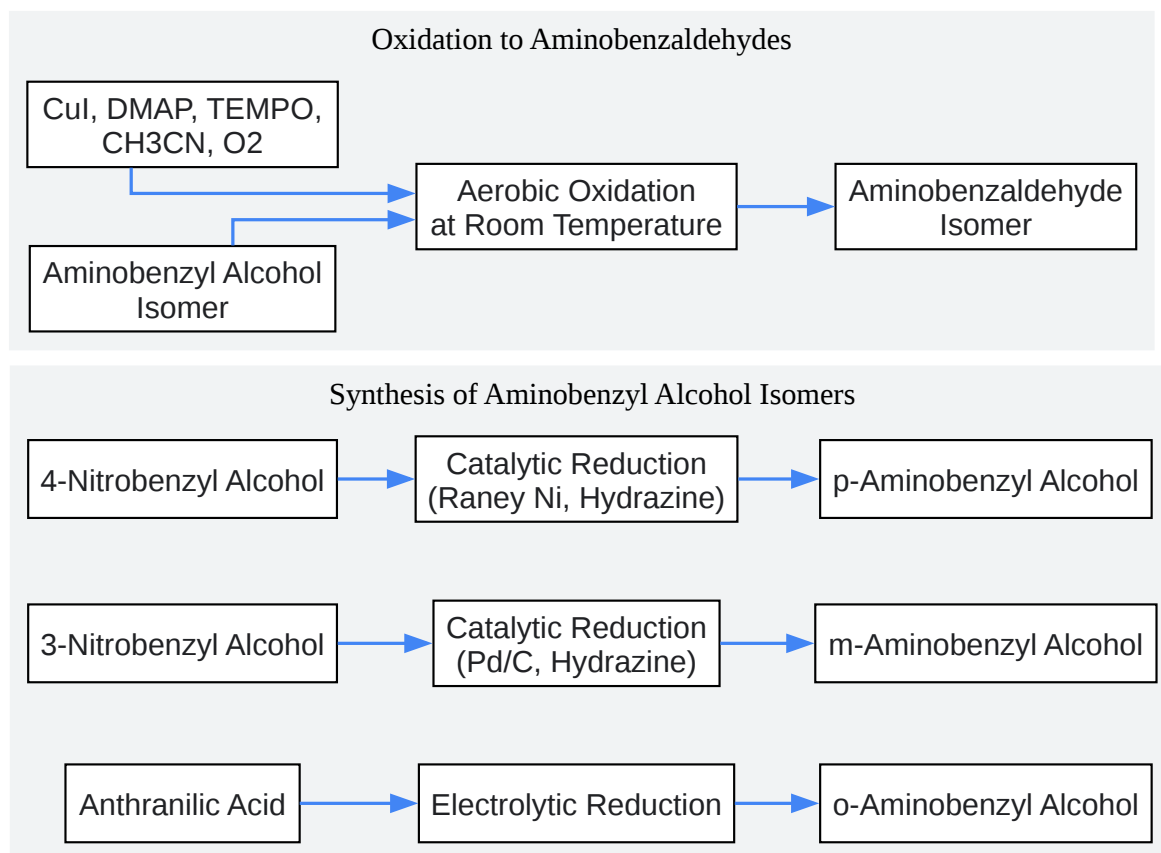 Oxidation to Aminobenzaldehydes
CuI, DMAP, TEMPO,
CH3CN, O2
Aerobic Oxidation
at Room Temperature
Aminobenzaldehyde
Isomer
Aminobenzyl Alcohol
Isomer
Synthesis of Aminobenzyl Alcohol Isomers
4-Nitrobenzyl Alcohol
Catalytic Reduction
(Raney Ni, Hydrazine)
p-Aminobenzyl Alcohol
3-Nitrobenzyl Alcohol
Catalytic Reduction
(Pd/C, Hydrazine)
m-Aminobenzyl Alcohol
Anthranilic Acid
Electrolytic Reduction
o-Aminobenzyl Alcohol